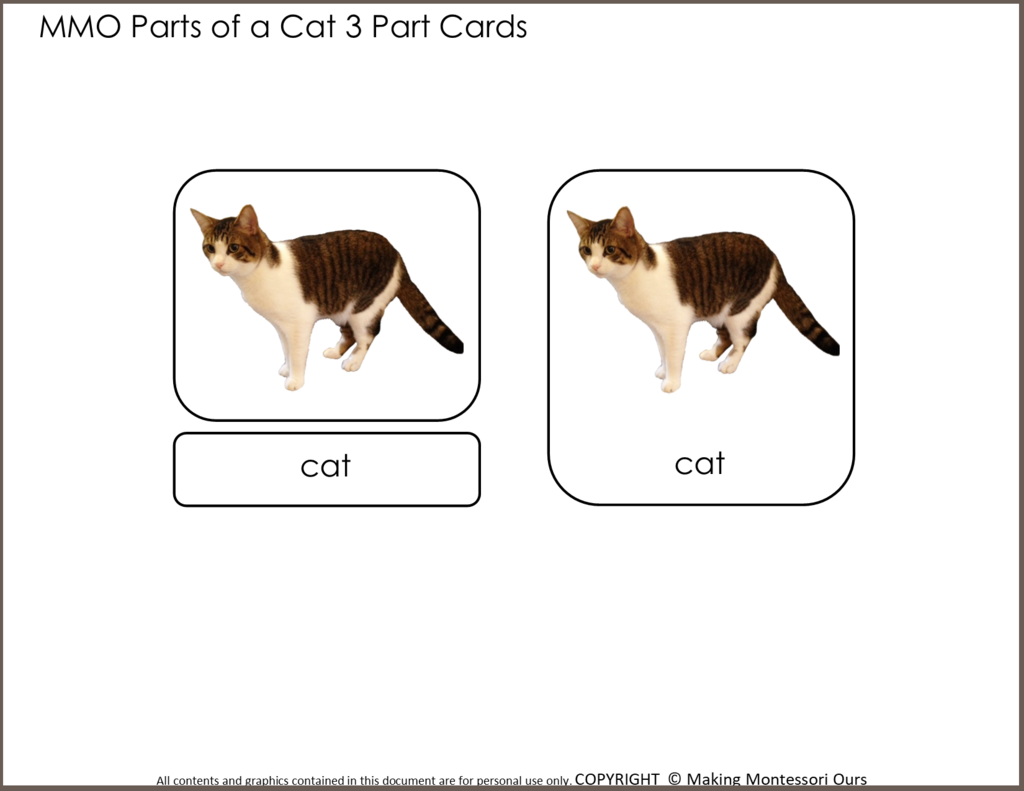 MMO Parts of a Cat 3 Part Cards
cat
cat
All contents and graphics contained in this document are for personal use only. COPYRIGHT © Making Montessori Ours